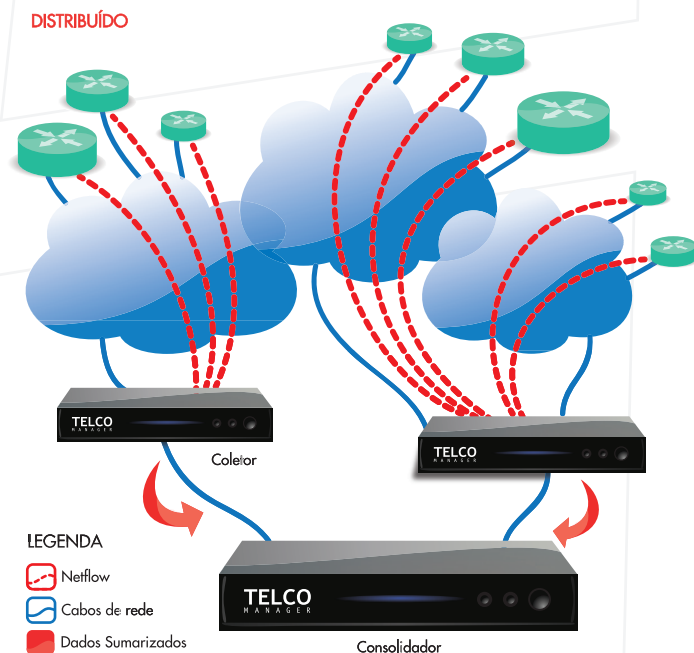 DISTRIBUÍDO
TELCO
MANAGER
Coletor
TELCO
MANAGER
LEGENDA
Netflow
Cabos de rede
Dados Sumarizados
TELCO
MANAGER
Consolidador